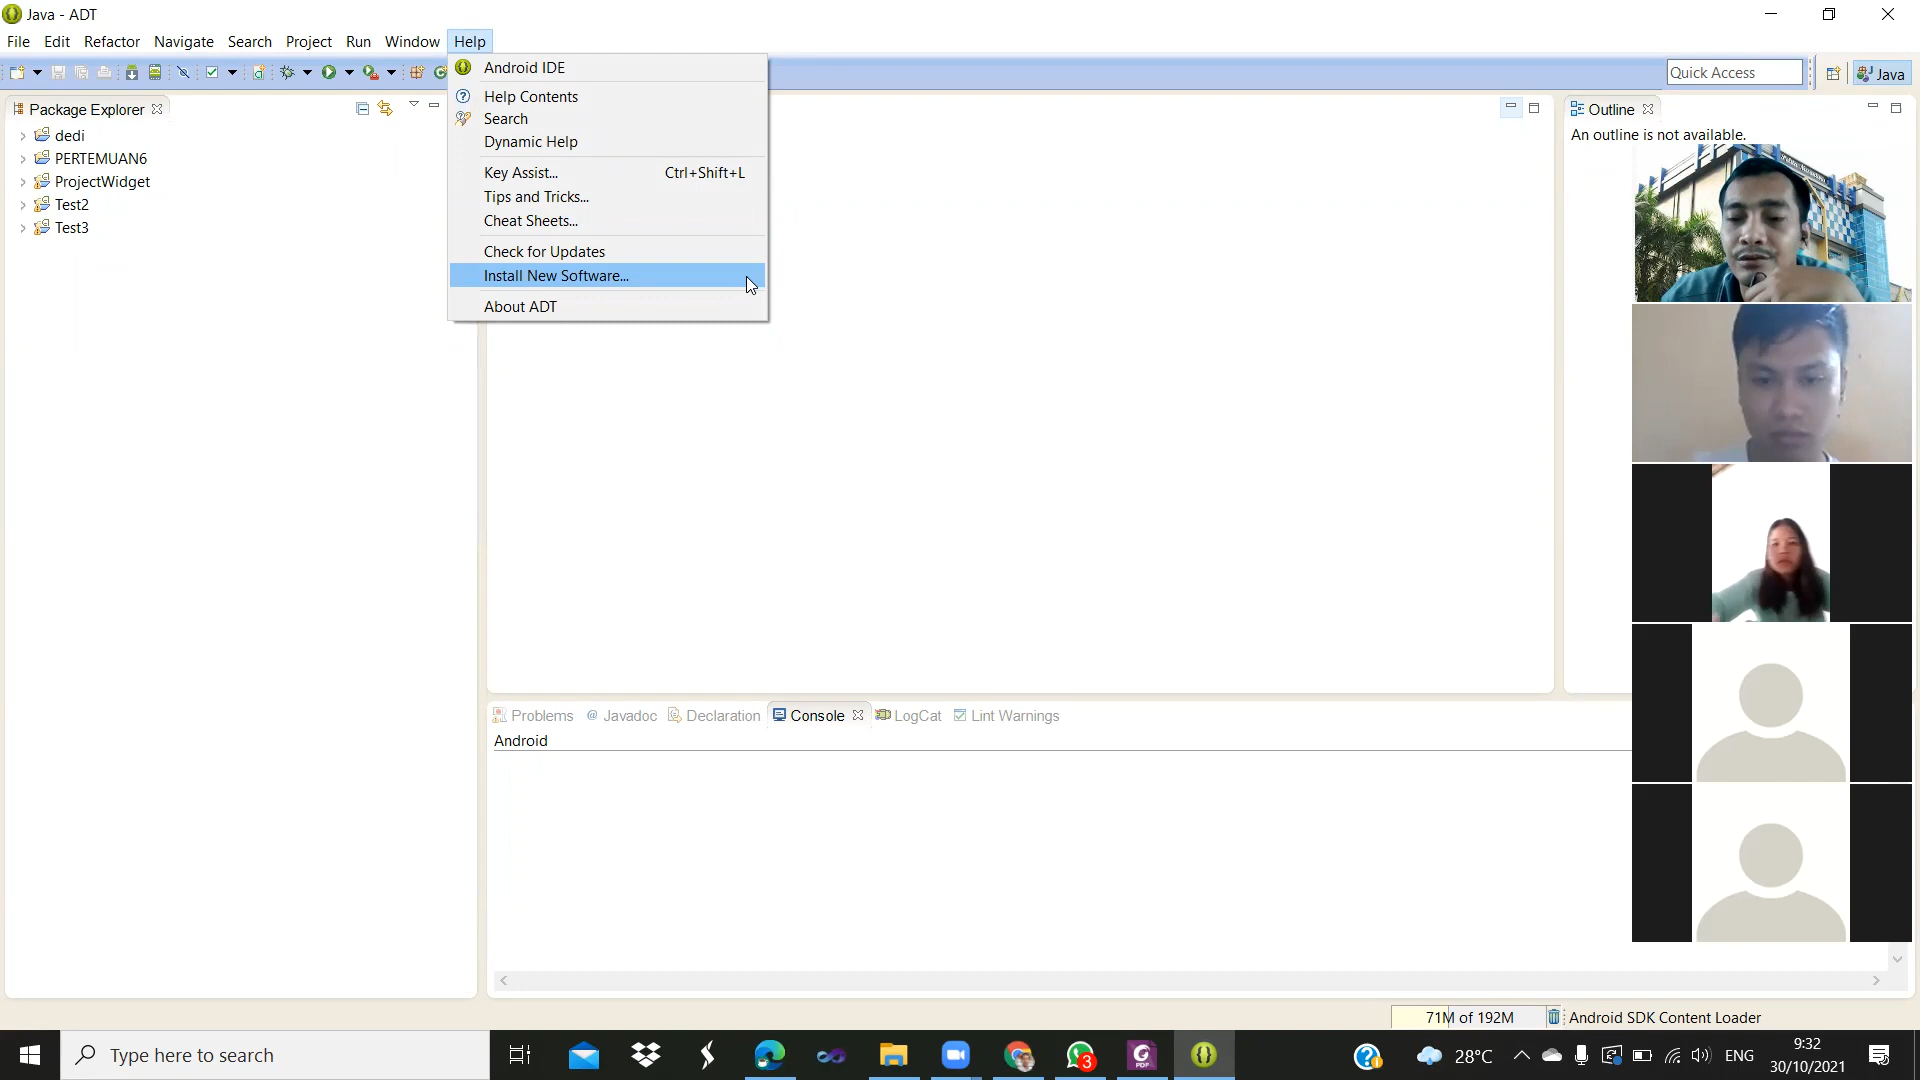 Java - ADT
File Edit Refactor Navigate Search Project Run Window Help
Quick Access
Java
Package Explorer
dedi
PERTEMUAN6
ProjectWidget
Test2
Test3
Android IDE
Help Contents
Search
Dynamic Help
Key Assist... Ctrl+Shift+L
Tips and Tricks...
Cheat Sheets...
Check for Updates
Install New Software...
About ADT
Outline
An outline is not available.
Problems @ Javadoc Declaration Console LogCat Lint Warnings
Android
71M of 192M Android SDK Content Loader
Type here to search
3
PDF
28°C
ENG
9:32
30/10/2021